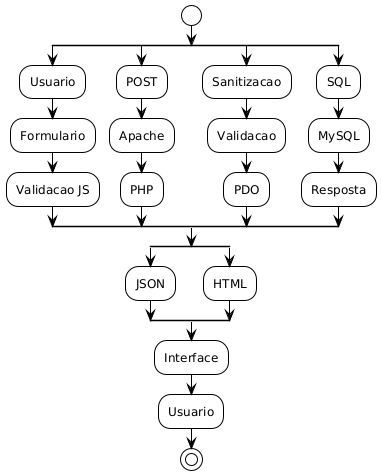 Usuario
POST
Sanitizacao
SQL
Formulario
Apache
Validacao
MySQL
Validacao JS
PHP
PDO
Resposta
JSON
HTML
Interface
Usuario